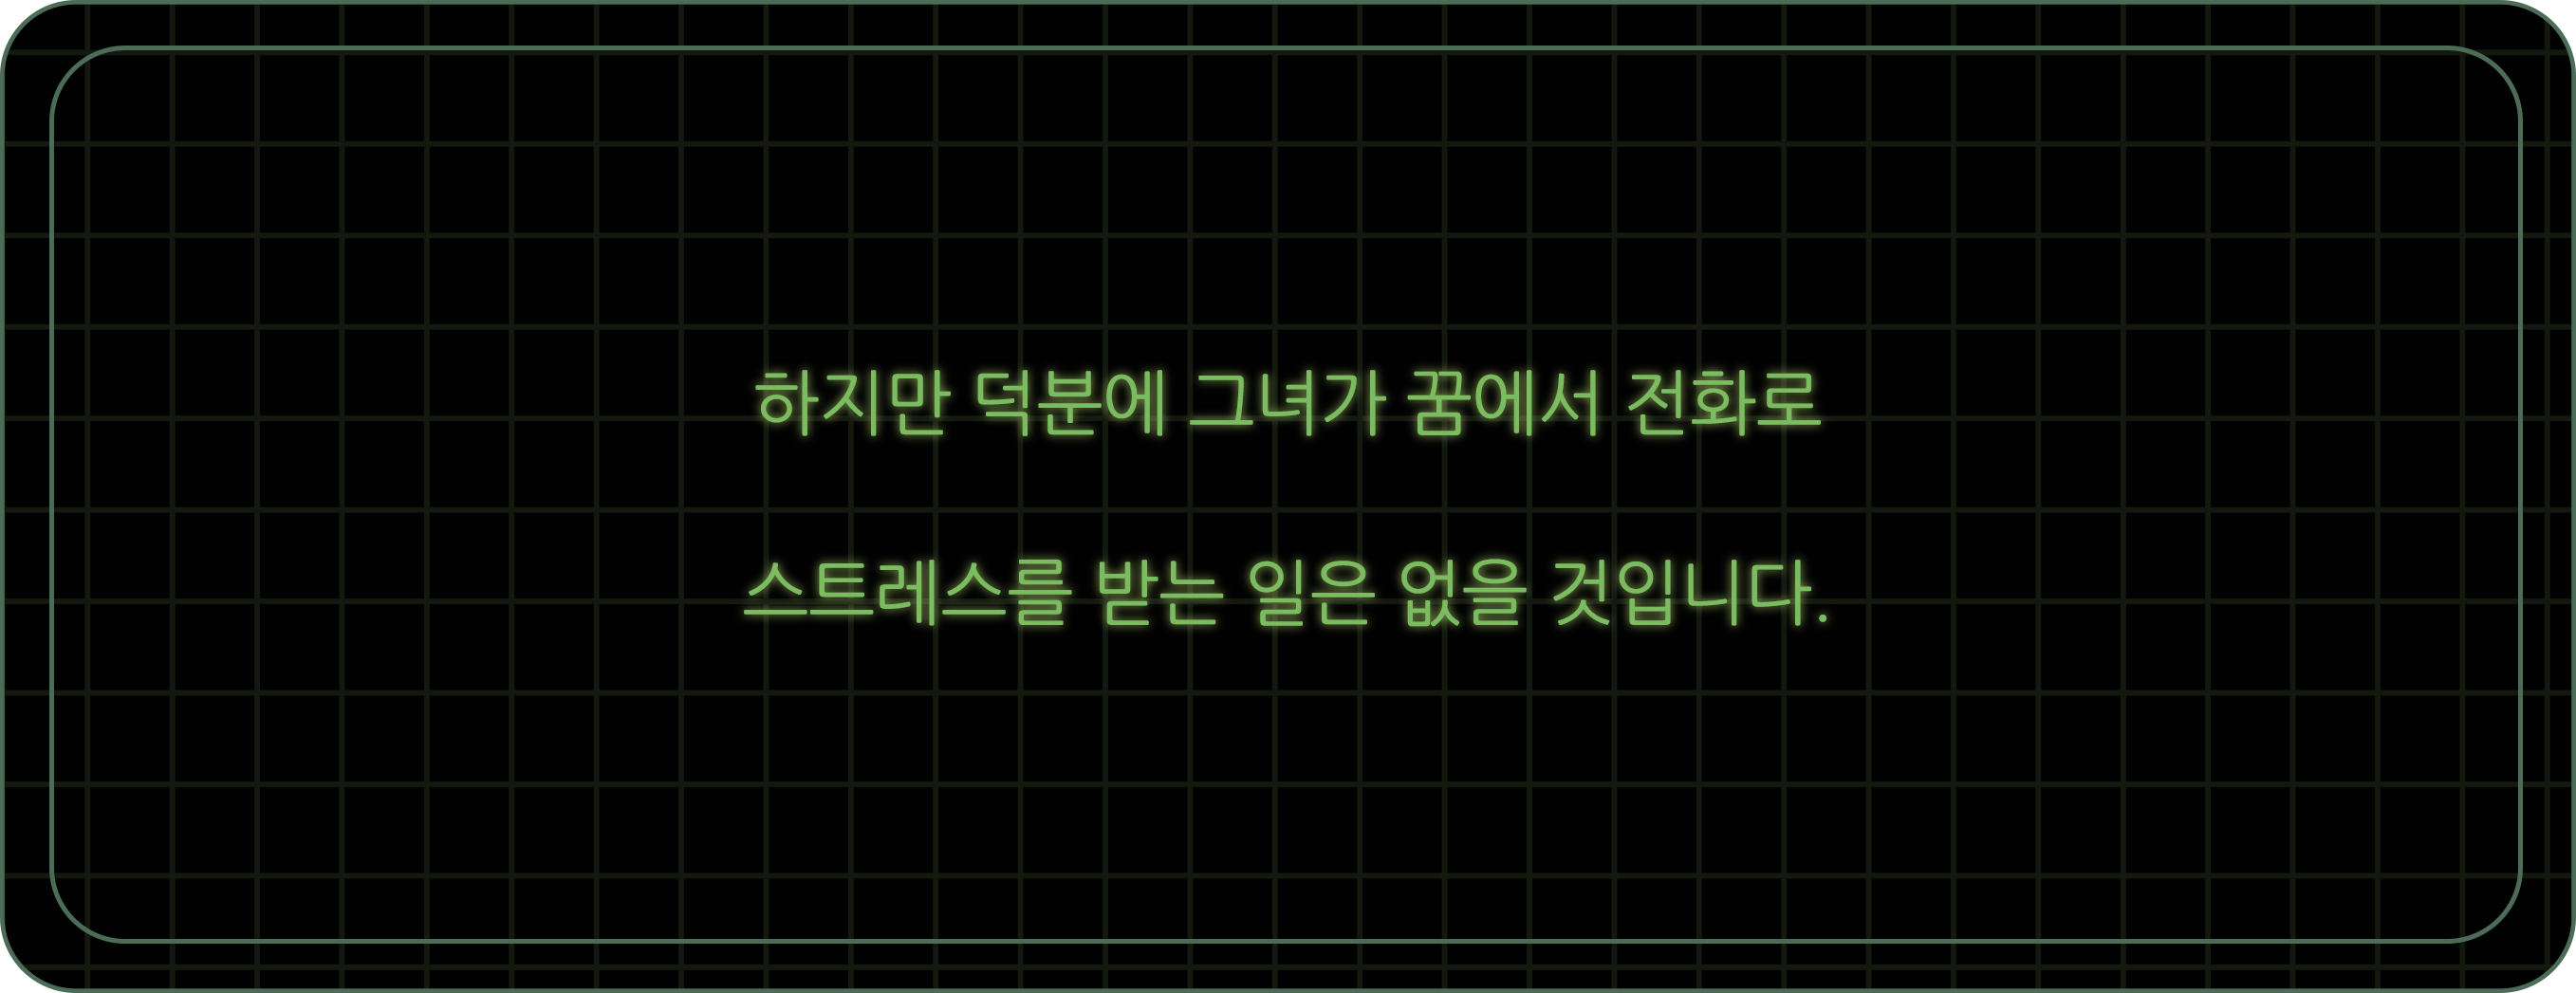 하지만 덕분에 그녀가 꿈에서 전화로
스트레스를 받는 일은 없을 것입니다.